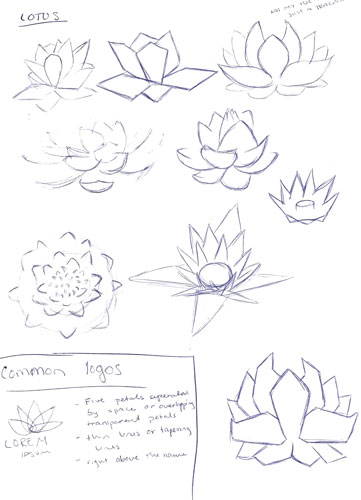 LOTUS
Common logos
- Five petals separated
by space or overlapping
transparent petals
- thin lines or tapering
lines
- right above the name
LOREM
IPSUM